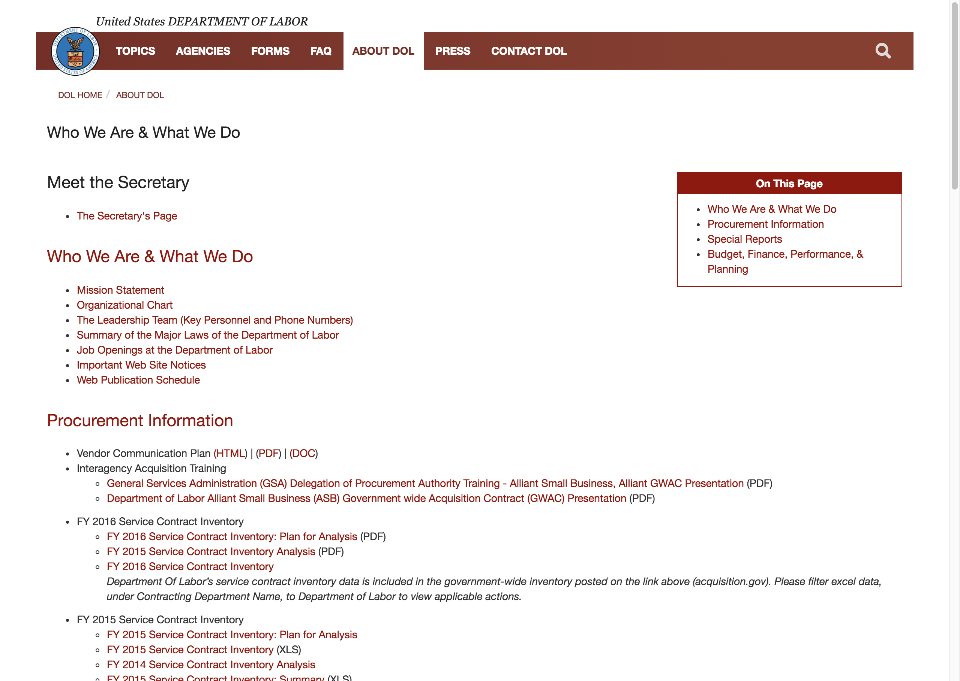 United States DEPARTMENT OF LABOR
TOPICS AGENCIES FORMS FAQ ABOUT DOL PRESS CONTACT DOL
DOL HOME / ABOUT DOL
Who We Are & What We Do
Meet the Secretary
The Secretary's Page
On This Page
Who We Are & What We Do
Procurement Information
Special Reports
Budget, Finance, Performance, &
Planning
Who We Are & What We Do
Mission Statement
Organizational Chart
The Leadership Team (Key Personnel and Phone Numbers)
Summary of the Major Laws of the Department of Labor
Job Openings at the Department of Labor
Important Web Site Notices
Web Publication Schedule
Procurement Information
Vendor Communication Plan (HTML) | (PDF) | (DOC)
Interagency Acquisition Training
General Services Administration (GSA) Delegation of Procurement Authority Training - Alliant Small Business, Alliant GWAC Presentation (PDF)
Department of Labor Alliant Small Business (ASB) Government wide Acquisition Contract (GWAC) Presentation (PDF)
FY 2016 Service Contract Inventory
FY 2016 Service Contract Inventory: Plan for Analysis (PDF)
FY 2015 Service Contract Inventory Analysis (PDF)
FY 2016 Service Contract Inventory
Department Of Labor's service contract inventory data is included in the government-wide inventory posted on the link above (acquisition.gov). Please filter excel data,
under Contracting Department Name, to Department of Labor to view applicable actions.
FY 2015 Service Contract Inventory
FY 2015 Service Contract Inventory: Plan for Analysis
FY 2015 Service Contract Inventory (XLS)
FY 2014 Service Contract Inventory Analysis
FY 2015 Service Contract Inventory: Summary (XLS)